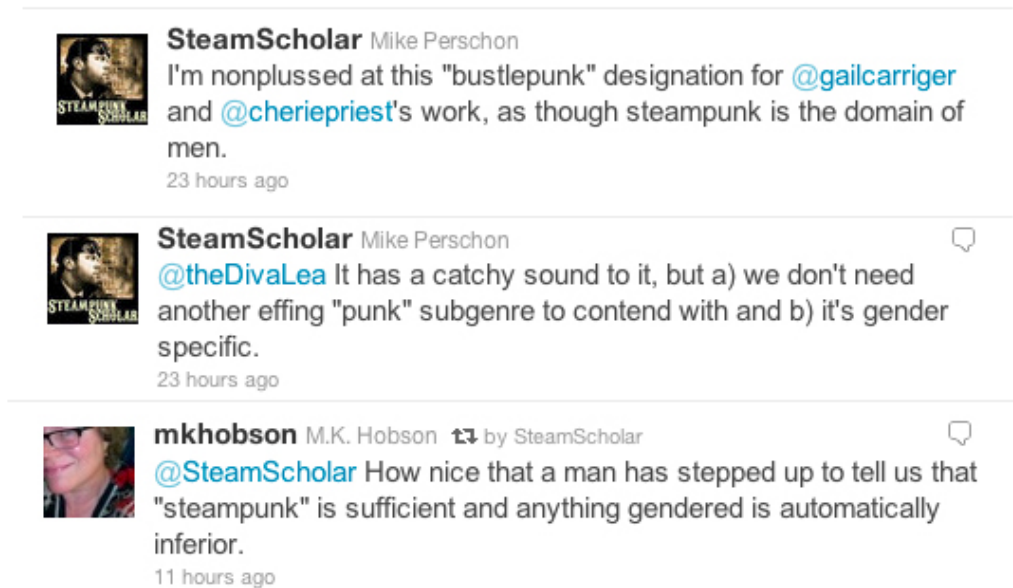 SteamScholar Mike Perschon
I'm nonplussed at this "bustlepunk" designation for @gailcarriger
and @cheriepriest's work, as though steampunk is the domain of
men.
STEAMPUNK
SCHOLAR
23 hours ago
SteamScholar Mike Perschon
@theDivaLea It has a catchy sound to it, but a) we don't need
another effing "punk" subgenre to contend with and b) it's gender
specific.
STEAMPUNK
SCHOLAR
23 hours ago
mkhobson M.K. Hobson by SteamScholar
@SteamScholar How nice that a man has stepped up to tell us that
"steampunk" is sufficient and anything gendered is automatically
inferior.
11 hours ago